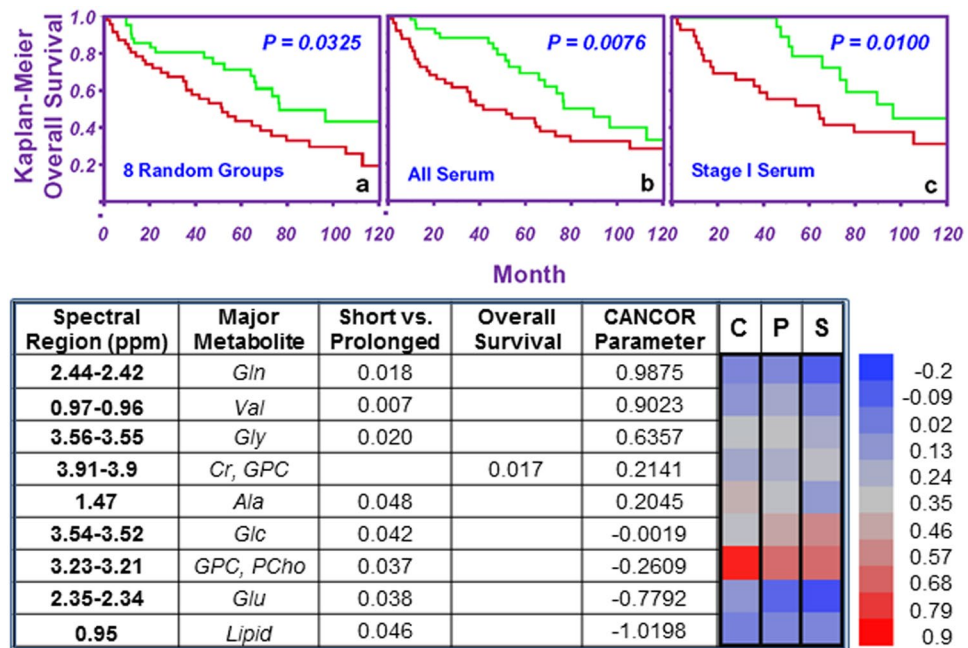 Kaplan-Meier
Overall Survival
1.0
0.8
0.6
0.4
0.2
P = 0.0325
8 Random Groups
a
P = 0.0076
All Serum
b
P = 0.0100
Stage I Serum
c
0 20 40 60 80 100 120 20 40 60 80 100 120 20 40 60 80 100 120
Month
Spectral Region (ppm) Major Metabolite Short vs. Prolonged Overall Survival CANCOR Parameter C P S
2.44-2.42 Gln 0.018 0.9875
0.97-0.96 Val 0.007 0.9023
3.56-3.55 Gly 0.020 0.6357
3.91-3.9 Cr, GPC 0.017 0.2141
1.47 Ala 0.048 0.2045
3.54-3.52 Glc 0.042 -0.0019
3.23-3.21 GPC, PCho 0.037 -0.2609
2.35-2.34 Glu 0.038 -0.7792
0.95 Lipid 0.046 -1.0198
-0.2
-0.09
0.02
0.13
0.24
0.35
0.46
0.57
0.68
0.79
0.9